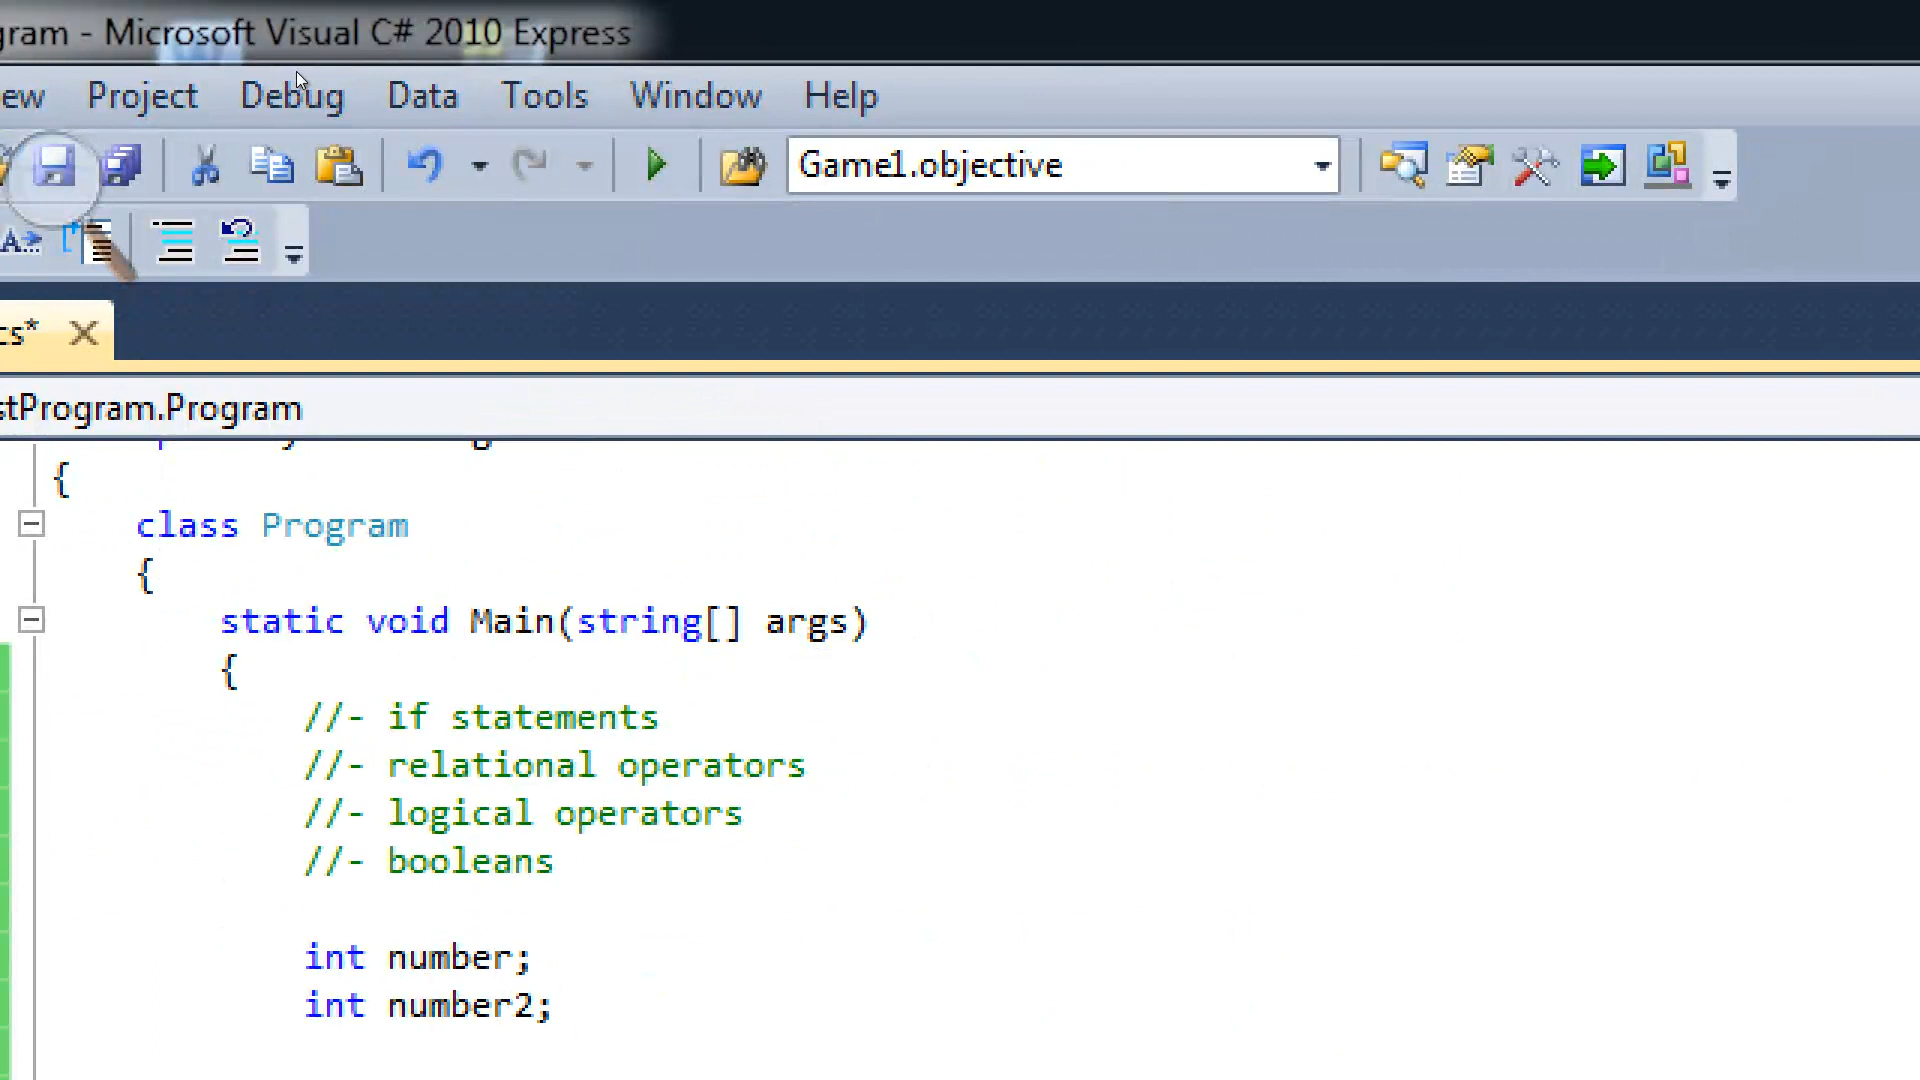 gram - Microsoft Visual C# 2010 Express
ew Project Debug Data Tools Window Help
Game1.objective
A
cs*
stProgram.Program
{
class Program
{
static void Main(string[] args)
{
//- if statements
//- relational operators
//- logical operators
//- booleans
int number;
int number2;